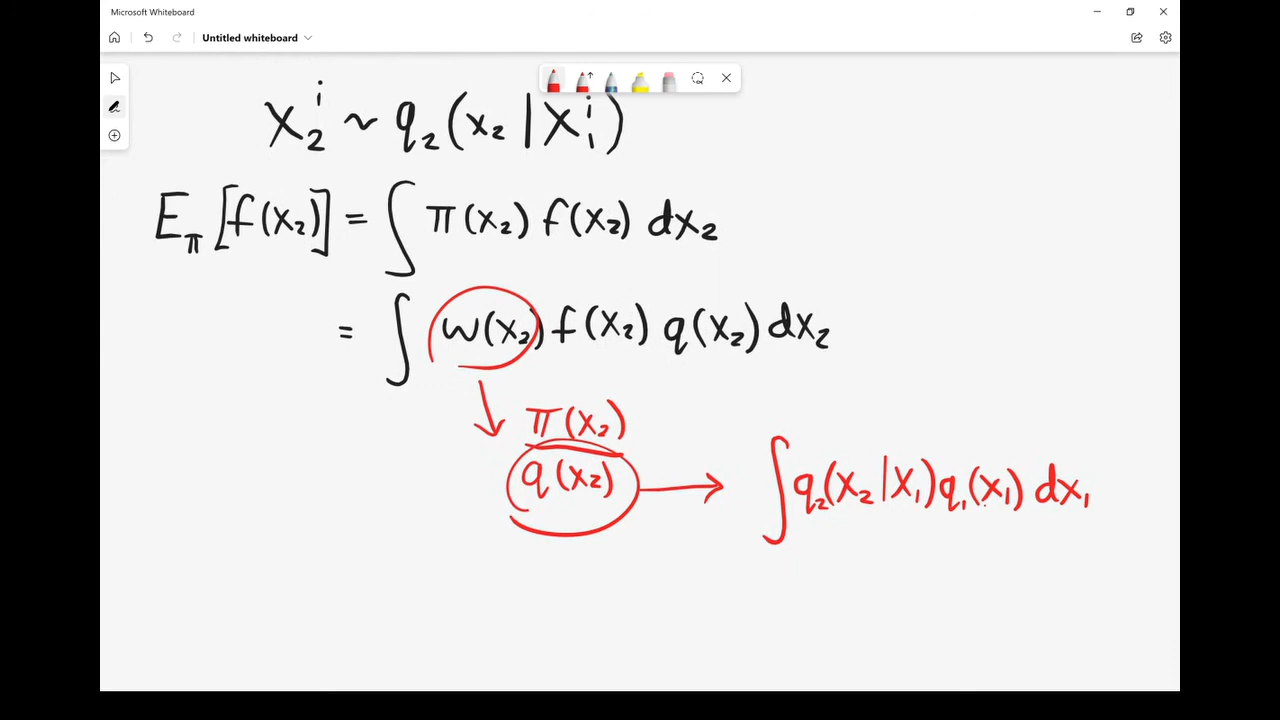 Microsoft Whiteboard
Untitled whiteboard
x₂ⁱ ~ q₂(x₂ | x₁ⁱ)
E_π[f(x₂)] = ∫ π(x₂) f(x₂) dx₂
= ∫ w(x₂) f(x₂) q(x₂) dx₂
↓ π(x₂)
q(x₂) → ∫ q₂(x₂ | x₁) q₁(x₁) dx₁